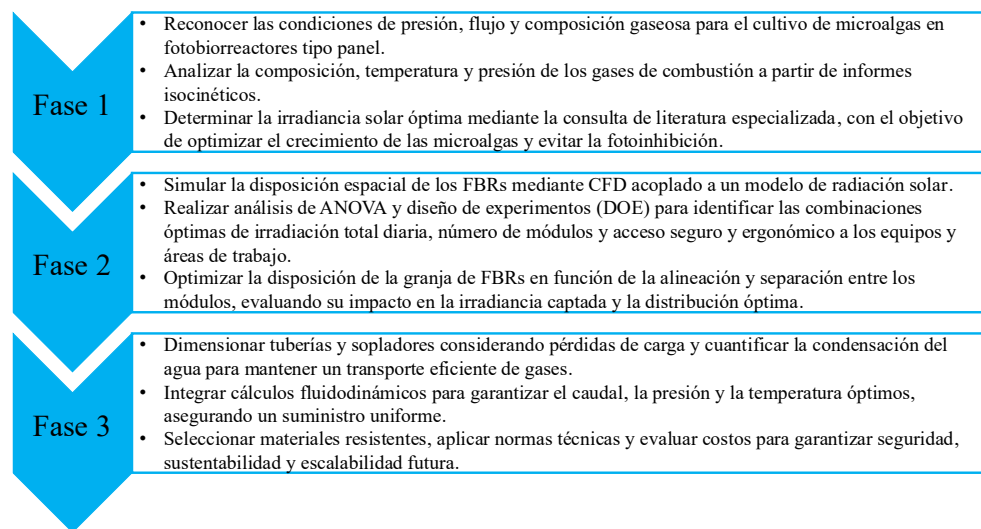 Fase 1
• Reconocer las condiciones de presión, flujo y composición gaseosa para el cultivo de microalgas en
fotobiorreactores tipo panel.
• Analizar la composición, temperatura y presión de los gases de combustión a partir de informes
isocinéticos.
• Determinar la irradiancia solar óptima mediante la consulta de literatura especializada, con el objetivo
de optimizar el crecimiento de las microalgas y evitar la fotoinhibición.
Fase 2
• Simular la disposición espacial de los FBRs mediante CFD acoplado a un modelo de radiación solar.
• Realizar análisis de ANOVA y diseño de experimentos (DOE) para identificar las combinaciones
óptimas de irradiación total diaria, número de módulos y acceso seguro y ergonómico a los equipos y
áreas de trabajo.
• Optimizar la disposición de la granja de FBRs en función de la alineación y separación entre los
módulos, evaluando su impacto en la irradiancia captada y la distribución óptima.
Fase 3
• Dimensionar tuberías y sopladores considerando pérdidas de carga y cuantificar la condensación del
agua para mantener un transporte eficiente de gases.
• Integrar cálculos fluidodinámicos para garantizar el caudal, la presión y la temperatura óptimos,
asegurando un suministro uniforme.
• Seleccionar materiales resistentes, aplicar normas técnicas y evaluar costos para garantizar seguridad,
sustentabilidad y escalabilidad futura.